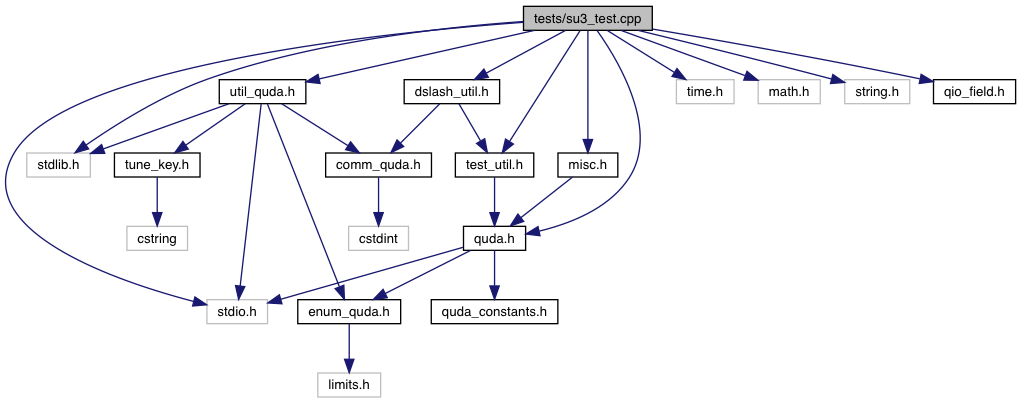 tests/su3_test.cpp
util_quda.h
dslash_util.h
time.h
math.h
string.h
qio_field.h
stdlib.h
tune_key.h
comm_quda.h
test_util.h
misc.h
cstring
cstdint
quda.h
stdio.h
enum_quda.h
quda_constants.h
limits.h